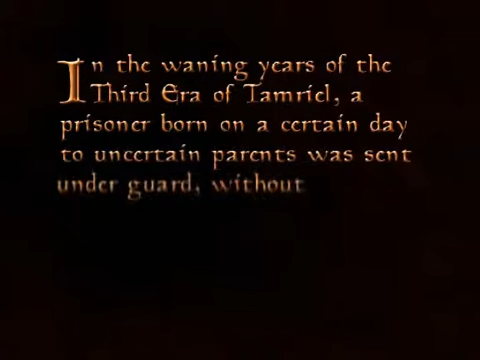 In the waning years of the
Third Era of Tamriel, a
prisoner born on a certain day
to uncertain parents was sent
under guard, without